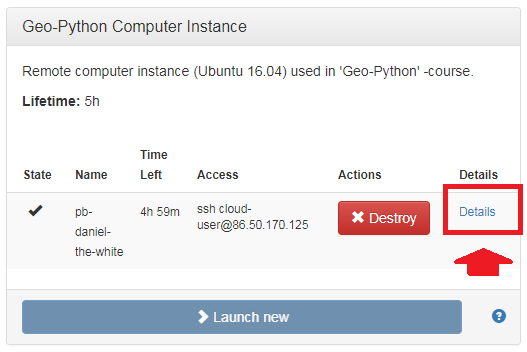 Geo-Python Computer Instance
Remote computer instance (Ubuntu 16.04) used in 'Geo-Python' -course.
Lifetime: 5h
State Name Time Left Access Actions Details
pb-daniel-the-white 4h 59m ssh cloud-user@86.50.170.125 Destroy Details
Launch new